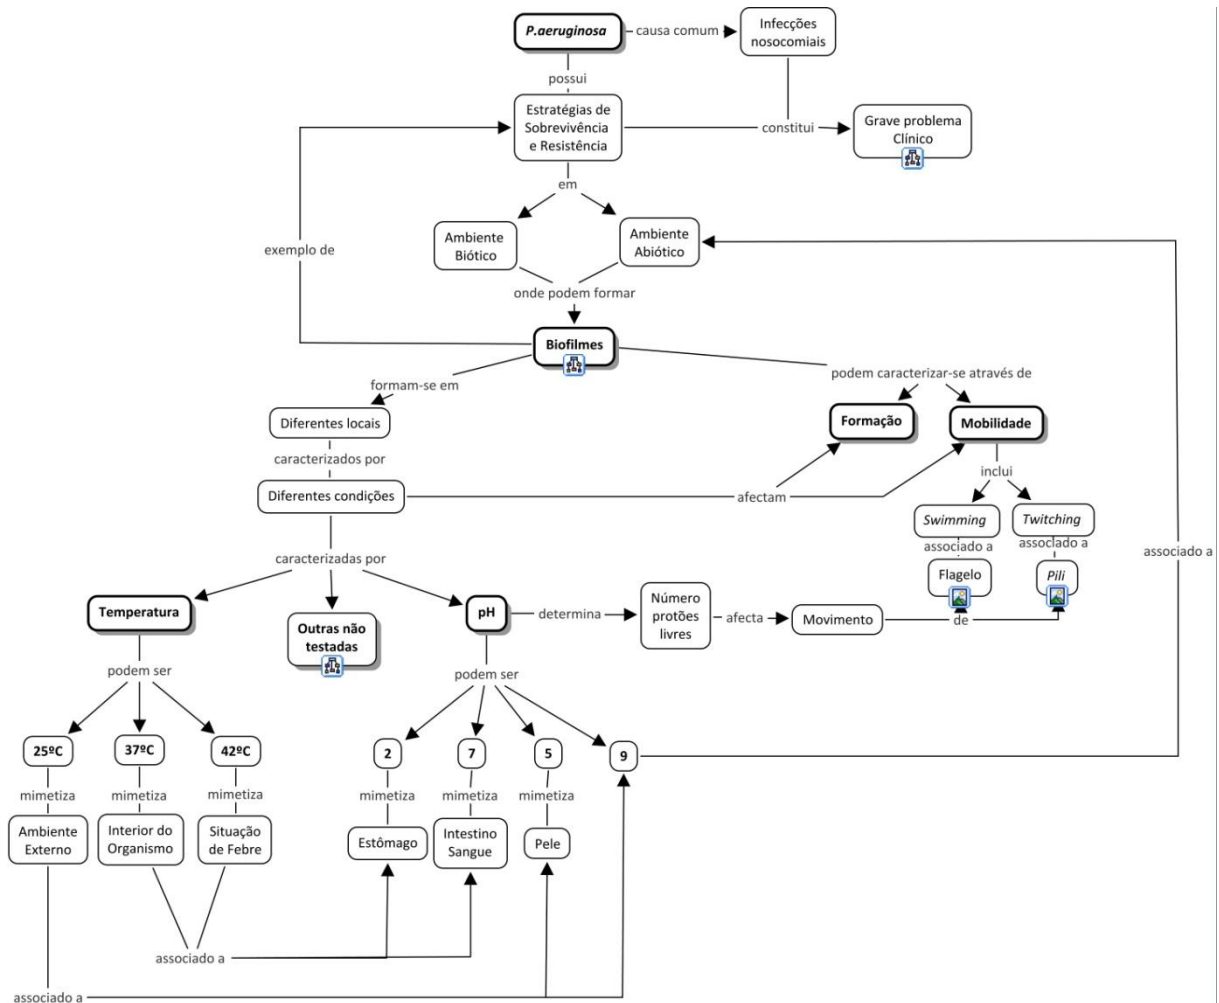 P.aeruginosa
causa comum
Infecções
nosocomiais
possui
Estratégias de
Sobrevivência
e Resistência
constitui
Grave problema
Clínico
em
exemplo de
Ambiente
Biótico
Ambiente
Abiótico
onde podem formar
Biofilmes
formam-se em
podem caracterizar-se através de
Diferentes locais
Formação
Mobilidade
caracterizados por
inclui
Diferentes condições
afectam
Swimming
Twitching
associado a
associado a
associado a
caracterizadas por
Flagelo
Pili
Temperatura
Outras não
testadas
pH
determina
Número
protões
livres
afecta
Movimento
de
podem ser
podem ser
25ºC
37ºC
42ºC
2
7
5
9
mimetiza
mimetiza
mimetiza
mimetiza
mimetiza
mimetiza
Ambiente
Externo
Interior do
Organismo
Situação
de Febre
Estômago
Intestino
Sangue
Pele
associado a
associado a